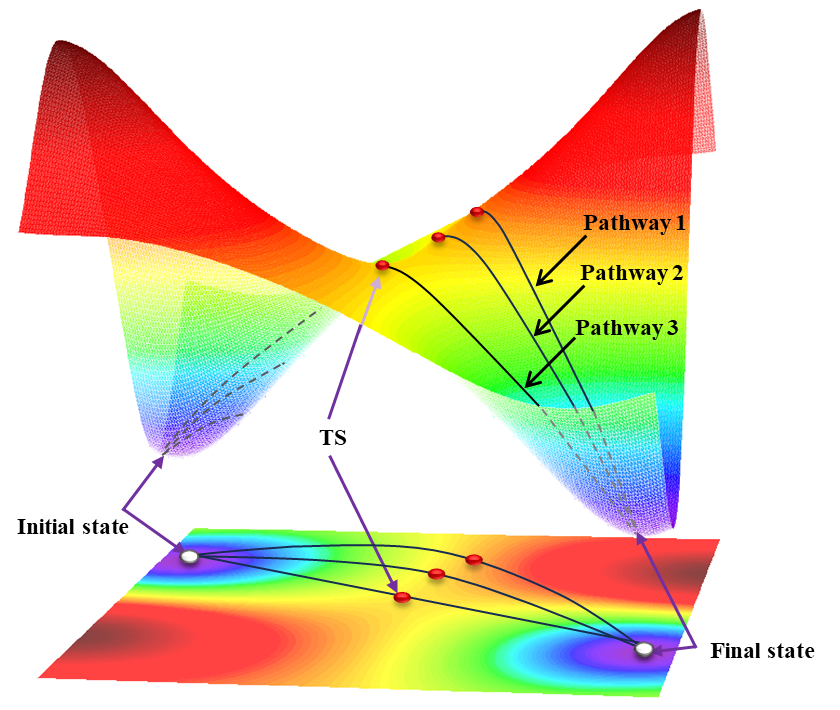 Pathway 1
Pathway 2
Pathway 3
TS
Initial state
Final state